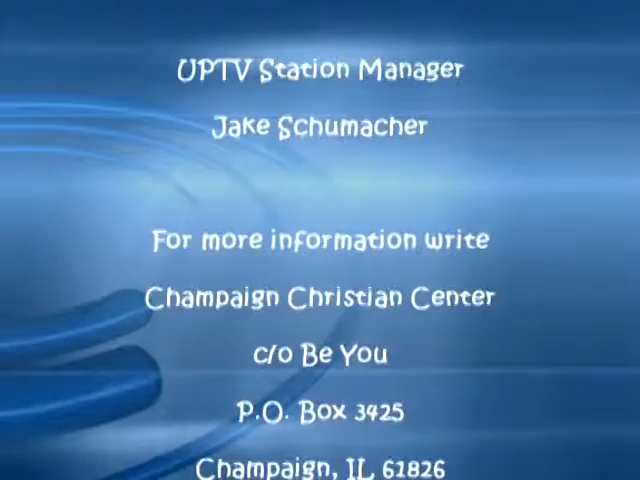 UPTV Station Manager
Jake Schumacher
For more information write
Champaign Christian Center
c/o Be You
P.O. Box 3425
Champaign, IL 61826